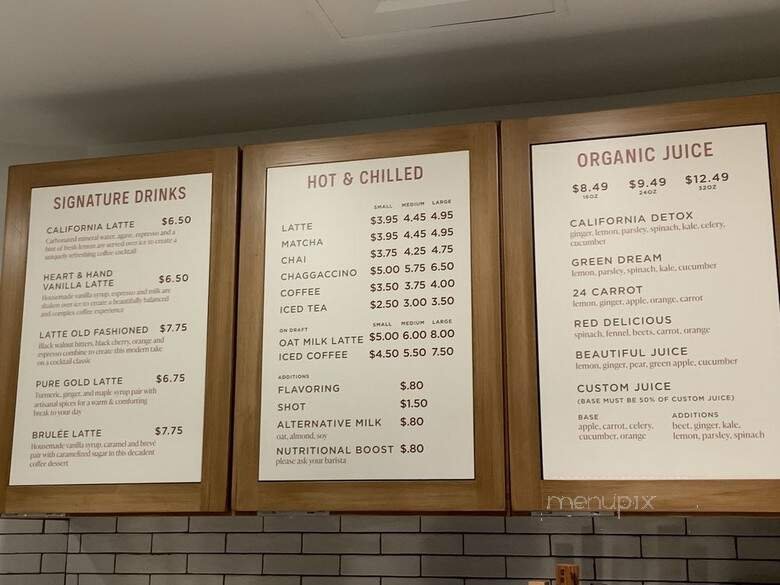 SIGNATURE DRINKS
CALIFORNIA LATTE $6.50
Carbonated mineral water, agave, espresso and a
hint of fresh lemon are served over ice to create a
uniquely refreshing coffee cocktail
HEART & HAND
VANILLA LATTE $6.50
Housemade vanilla syrup, espresso and milk are
shaken over ice to create a beautifully balanced
and complex coffee experience
LATTE OLD FASHIONED $7.75
Black walnut bitters, black cherry, orange and
espresso combine to create this modern take
on a cocktail classic
PURE GOLD LATTE $6.75
Turmeric, ginger, and maple syrup pair with
artisanal spices for a warm & comforting
break to your day
BRULÉE LATTE $7.75
Housemade vanilla syrup, caramel and brevé
pair with caramelized sugar in this decadent
coffee dessert
HOT & CHILLED
SMALL MEDIUM LARGE
LATTE $3.95 4.45 4.95
MATCHA $3.95 4.45 4.95
CHAI $3.75 4.25 4.75
CHAGGACCINO $5.00 5.75 6.50
COFFEE $3.50 3.75 4.00
ICED TEA $2.50 3.00 3.50
ON DRAFT SMALL MEDIUM LARGE
OAT MILK LATTE $5.00 6.00 8.00
ICED COFFEE $4.50 5.50 7.50
ADDITIONS
FLAVORING $.80
SHOT $1.50
ALTERNATIVE MILK $.80
oat, almond, soy
NUTRITIONAL BOOST $.80
please ask your barista
ORGANIC JUICE
$8.49 $9.49 $12.49
16OZ 24OZ 32OZ
CALIFORNIA DETOX
ginger, lemon, parsley, spinach, kale, celery,
cucumber
GREEN DREAM
lemon, parsley, spinach, kale, cucumber
24 CARROT
lemon, ginger, apple, orange, carrot
RED DELICIOUS
spinach, fennel, beets, carrot, orange
BEAUTIFUL JUICE
lemon, ginger, pear, green apple, cucumber
CUSTOM JUICE
(BASE MUST BE 50% OF CUSTOM JUICE)
BASE ADDITIONS
apple, carrot, celery, beet, ginger, kale,
cucumber, orange lemon, parsley, spinach
menupix